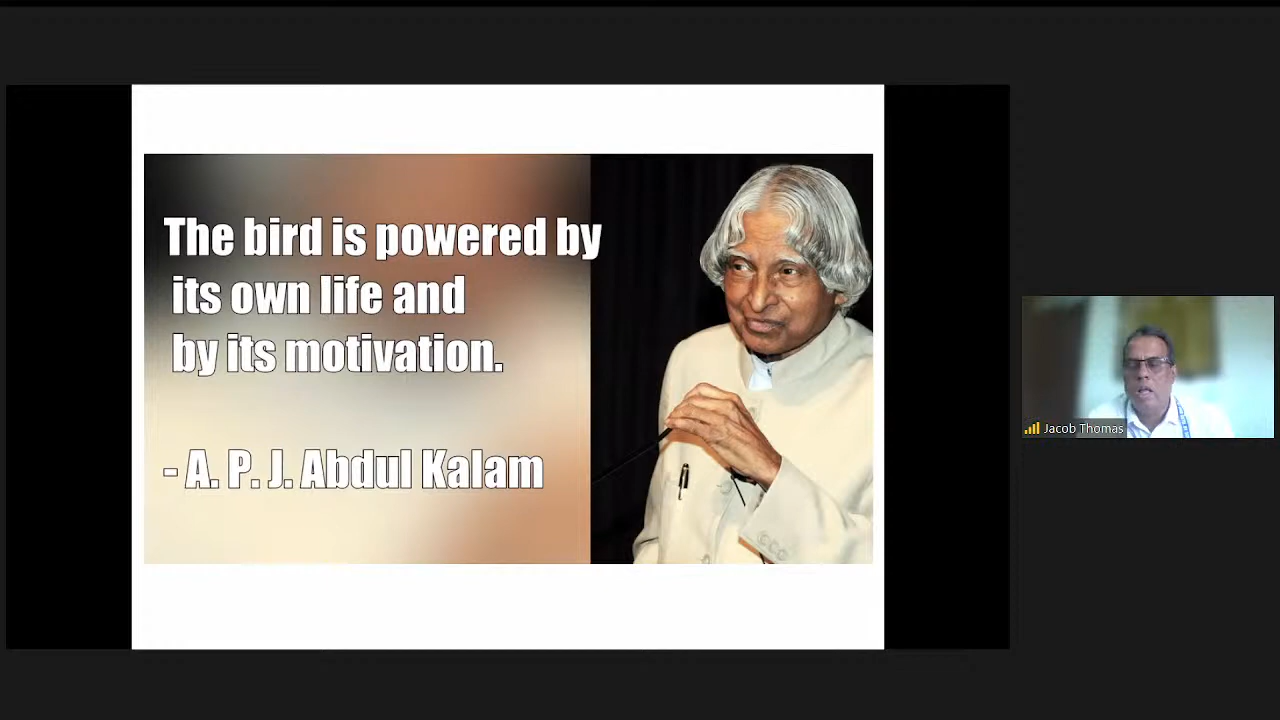 The bird is powered by
its own life and
by its motivation.
- A. P. J. Abdul Kalam
Jacob Thomas